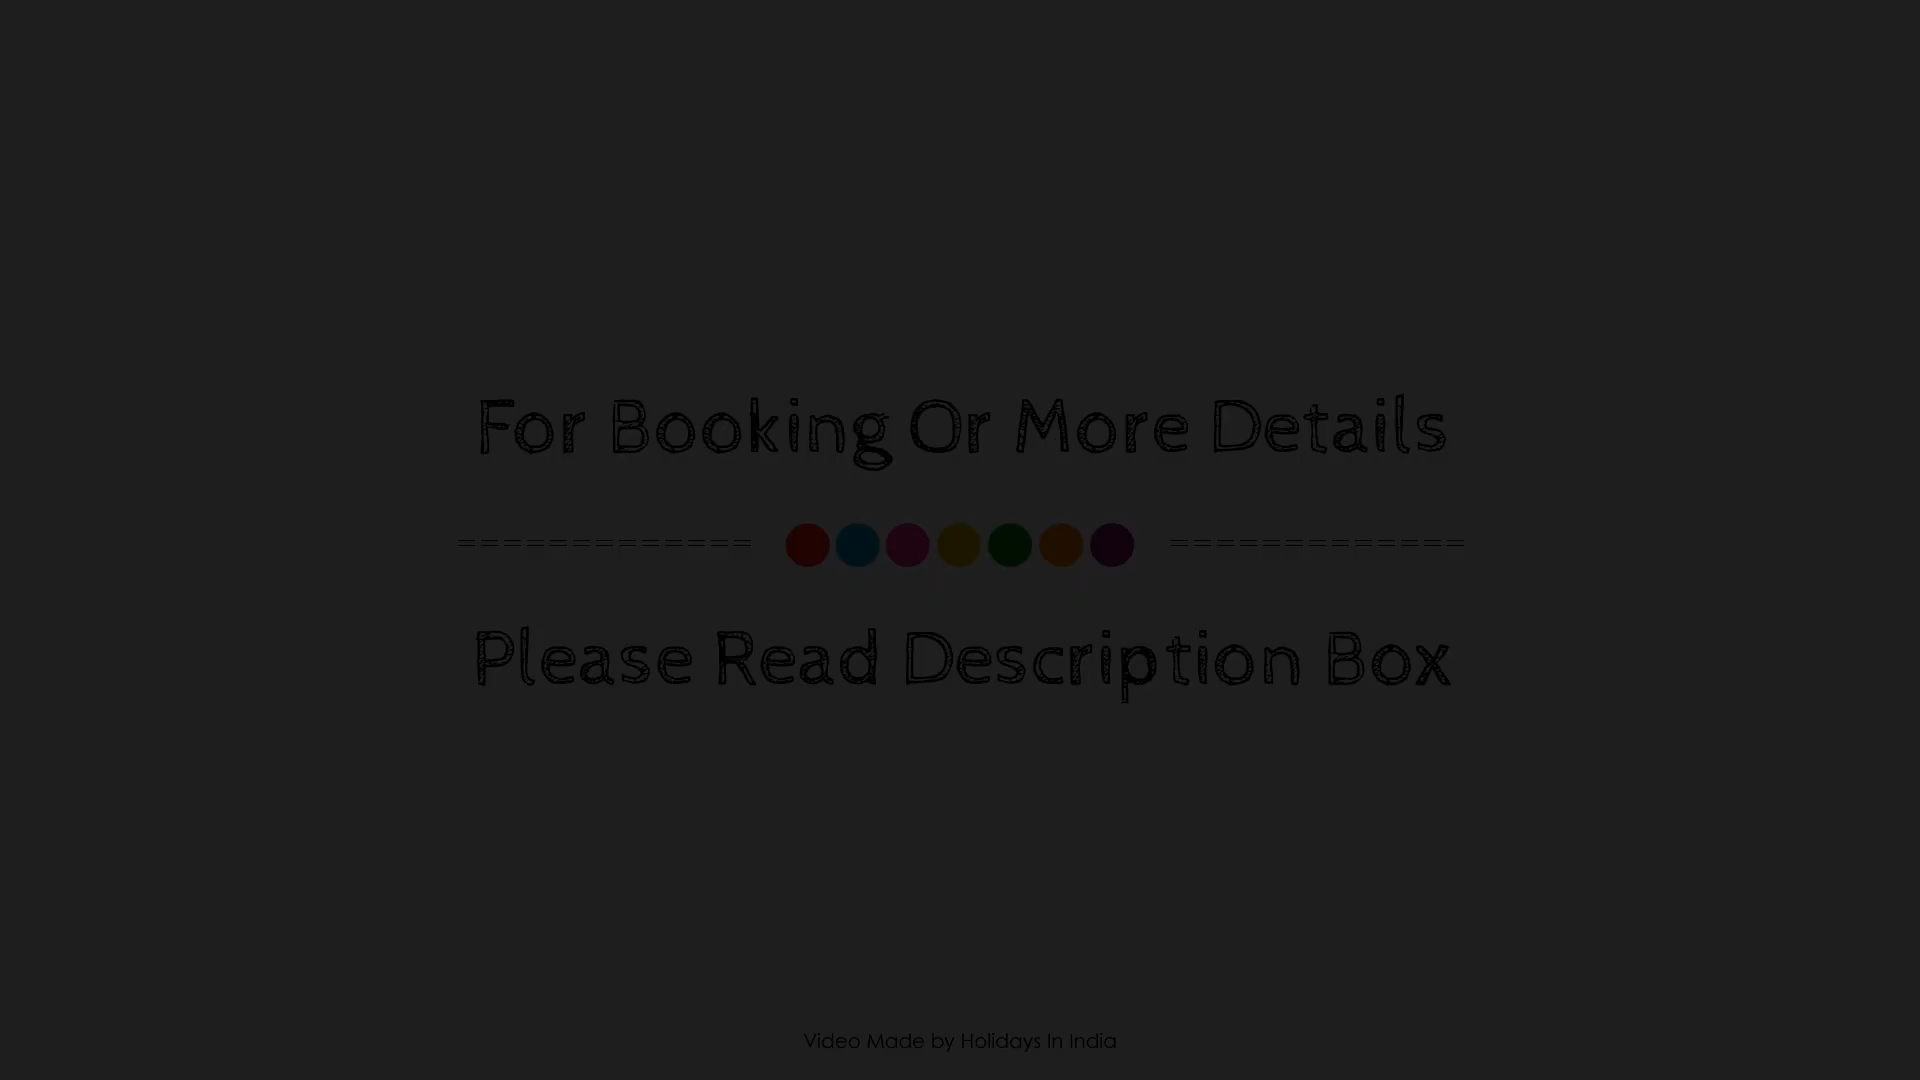 For Booking Or More Details
============= =============
Please Read Description Box
Video Made by Holidays In India